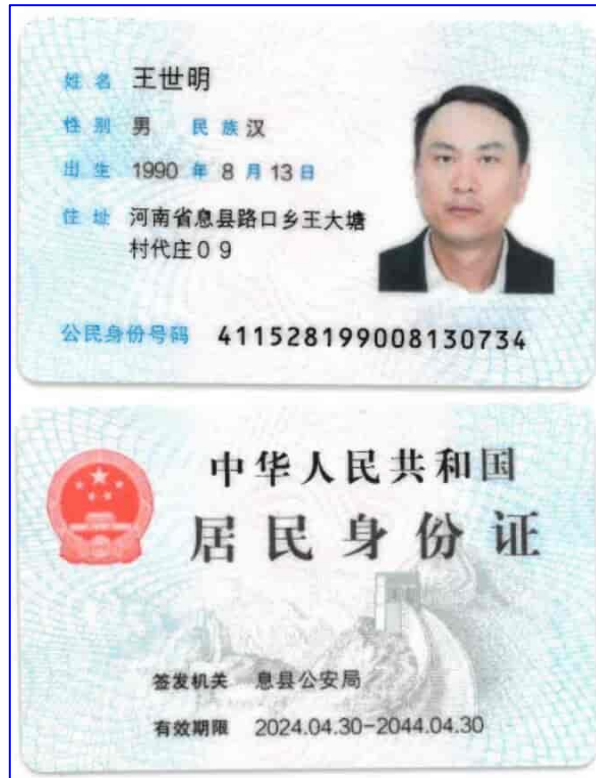 姓名 王世明
性别 男 民族 汉
出生 1990 年 8 月 13 日
住址 河南省息县路口乡王大塘
村代庄09
公民身份号码 411528199008130734
中华人民共和国
居民身份证
签发机关 息县公安局
有效期限 2024.04.30-2044.04.30